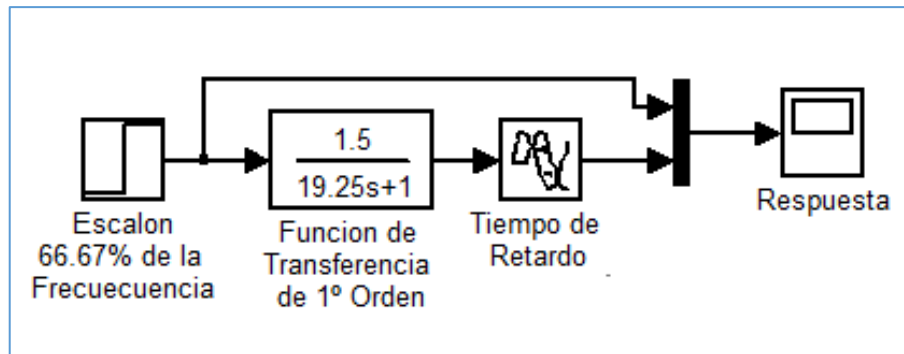 1.5
19.25s+1
Escalon
66.67% de la
Frecuecuencia
Funcion de
Transferencia
de 1º Orden
Tiempo de
Retardo
Respuesta